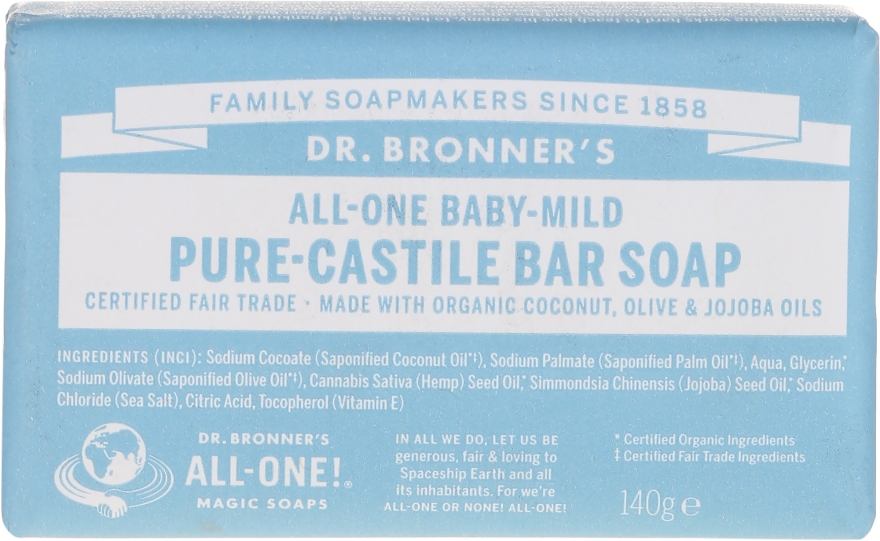 FAMILY SOAPMAKERS SINCE 1858
DR. BRONNER'S
ALL-ONE BABY-MILD
PURE-CASTILE BAR SOAP
CERTIFIED FAIR TRADE · MADE WITH ORGANIC COCONUT, OLIVE & JOJOBA OILS
INGREDIENTS (INCI): Sodium Cocoate (Saponified Coconut Oil*‡), Sodium Palmate (Saponified Palm Oil*‡), Aqua, Glycerin,*
Sodium Olivate (Saponified Olive Oil*‡), Cannabis Sativa (Hemp) Seed Oil,* Simmondsia Chinensis (Jojoba) Seed Oil,* Sodium
Chloride (Sea Salt), Citric Acid, Tocopherol (Vitamin E)
DR. BRONNER'S
ALL-ONE!®
MAGIC SOAPS
IN ALL WE DO, LET US BE
generous, fair & loving to
Spaceship Earth and all
its inhabitants. For we're
ALL-ONE OR NONE! ALL-ONE!
* Certified Organic Ingredients
‡ Certified Fair Trade Ingredients
140g ℮